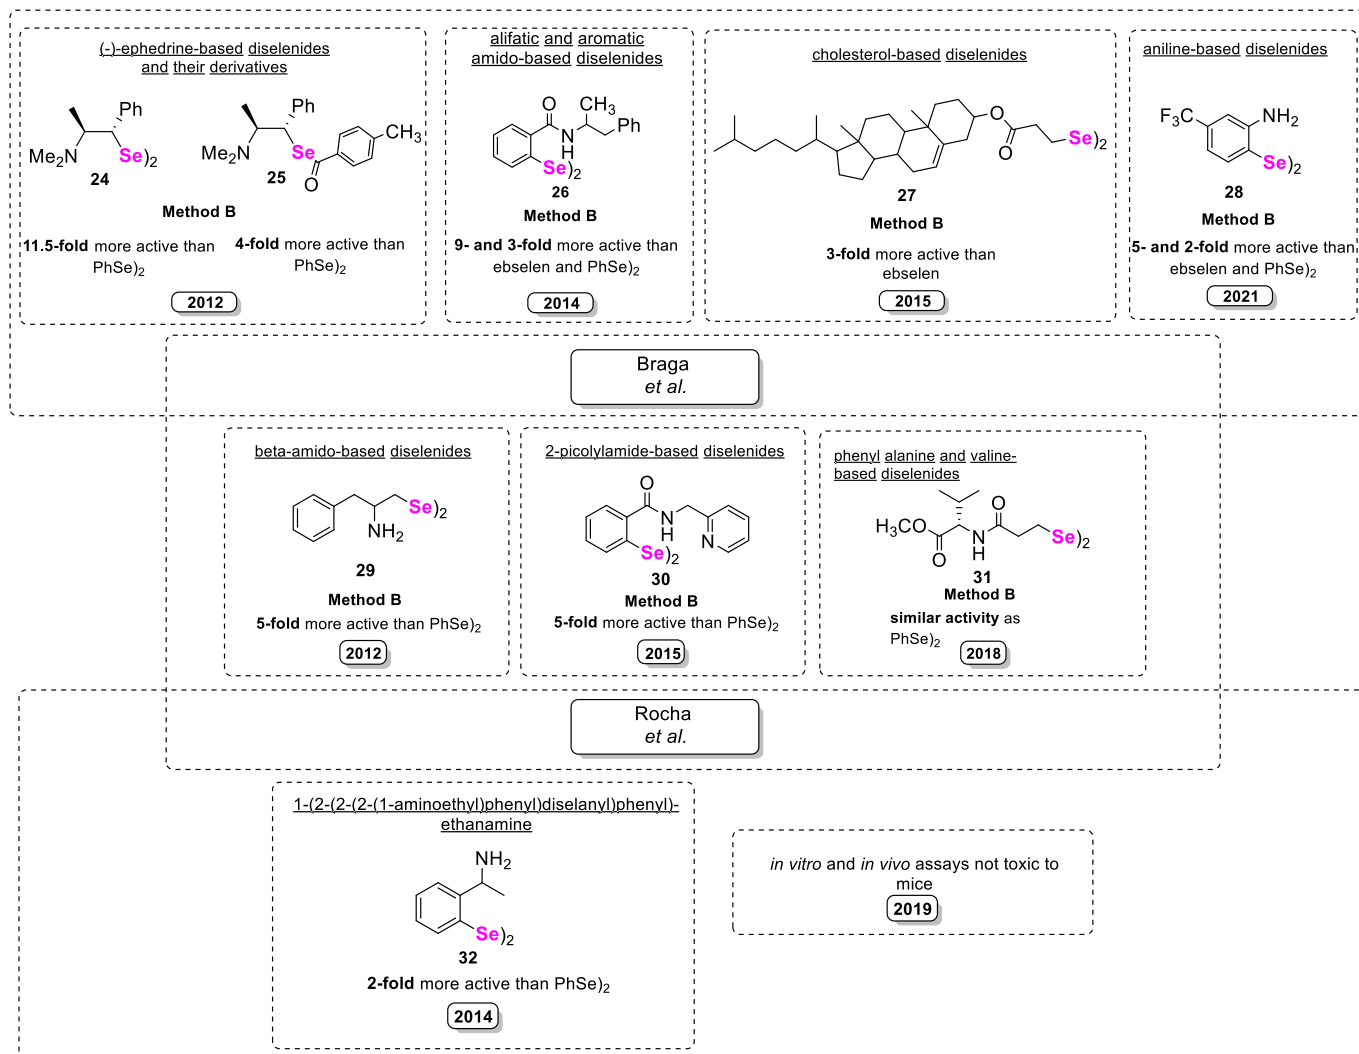 (-)-ephedrine-based diselenides
and their derivatives
Ph
Me2N
Se)2
24
Ph
Me2N
Se
O
CH3
25
Method B
11.5-fold more active than
PhSe)2
4-fold more active than
PhSe)2
2012
alifatic and aromatic
amido-based diselenides
O
CH3
N
H
Ph
Se)2
26
Method B
9- and 3-fold more active than
ebselen and PhSe)2
2014
cholesterol-based diselenides
O
O
Se)2
27
Method B
3-fold more active than
ebselen
2015
aniline-based diselenides
F3C
NH2
Se)2
28
Method B
5- and 2-fold more active than
ebselen and PhSe)2
2021
Braga
et al.
beta-amido-based diselenides
Se)2
NH2
29
Method B
5-fold more active than PhSe)2
2012
2-picolylamide-based diselenides
O
N
H
N
Se)2
30
Method B
5-fold more active than PhSe)2
2015
phenyl alanine and valine-
based diselenides
O
H3CO
O
N
H
Se)2
31
Method B
similar activity as
PhSe)2
2018
Rocha
et al.
1-(2-(2-(2-(1-aminoethyl)phenyl)diselanyl)phenyl)-
ethanamine
NH2
Se)2
32
2-fold more active than PhSe)2
2014
in vitro and in vivo assays not toxic to
mice
2019